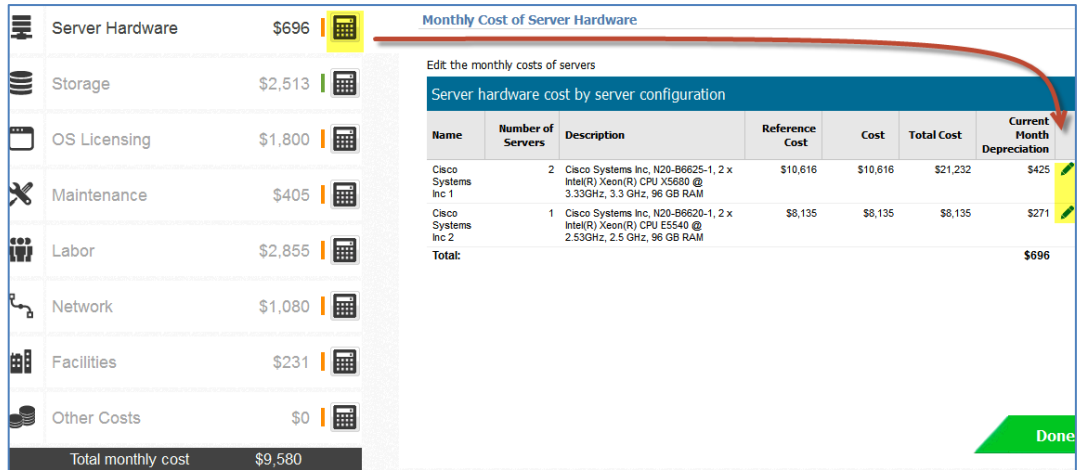 Server Hardware $696
Storage $2,513
OS Licensing $1,800
Maintenance $405
Labor $2,855
Network $1,080
Facilities $231
Other Costs $0
Total monthly cost $9,580
Monthly Cost of Server Hardware
Edit the monthly costs of servers
Server hardware cost by server configuration
Name Number of Servers Description Reference Cost Cost Total Cost Current Month Depreciation
Cisco 2 Cisco Systems Inc, N20-B6625-1, 2 x $10,616 $10,616 $21,232 $425
Systems Intel(R) Xeon(R) CPU X5680 @
Inc 1 3.33GHz, 3.3 GHz, 96 GB RAM
Cisco 1 Cisco Systems Inc, N20-B6620-1, 2 x $8,135 $8,135 $8,135 $271
Systems Intel(R) Xeon(R) CPU E5540 @
Inc 2 2.53GHz, 2.5 GHz, 96 GB RAM
Total: $696
Done